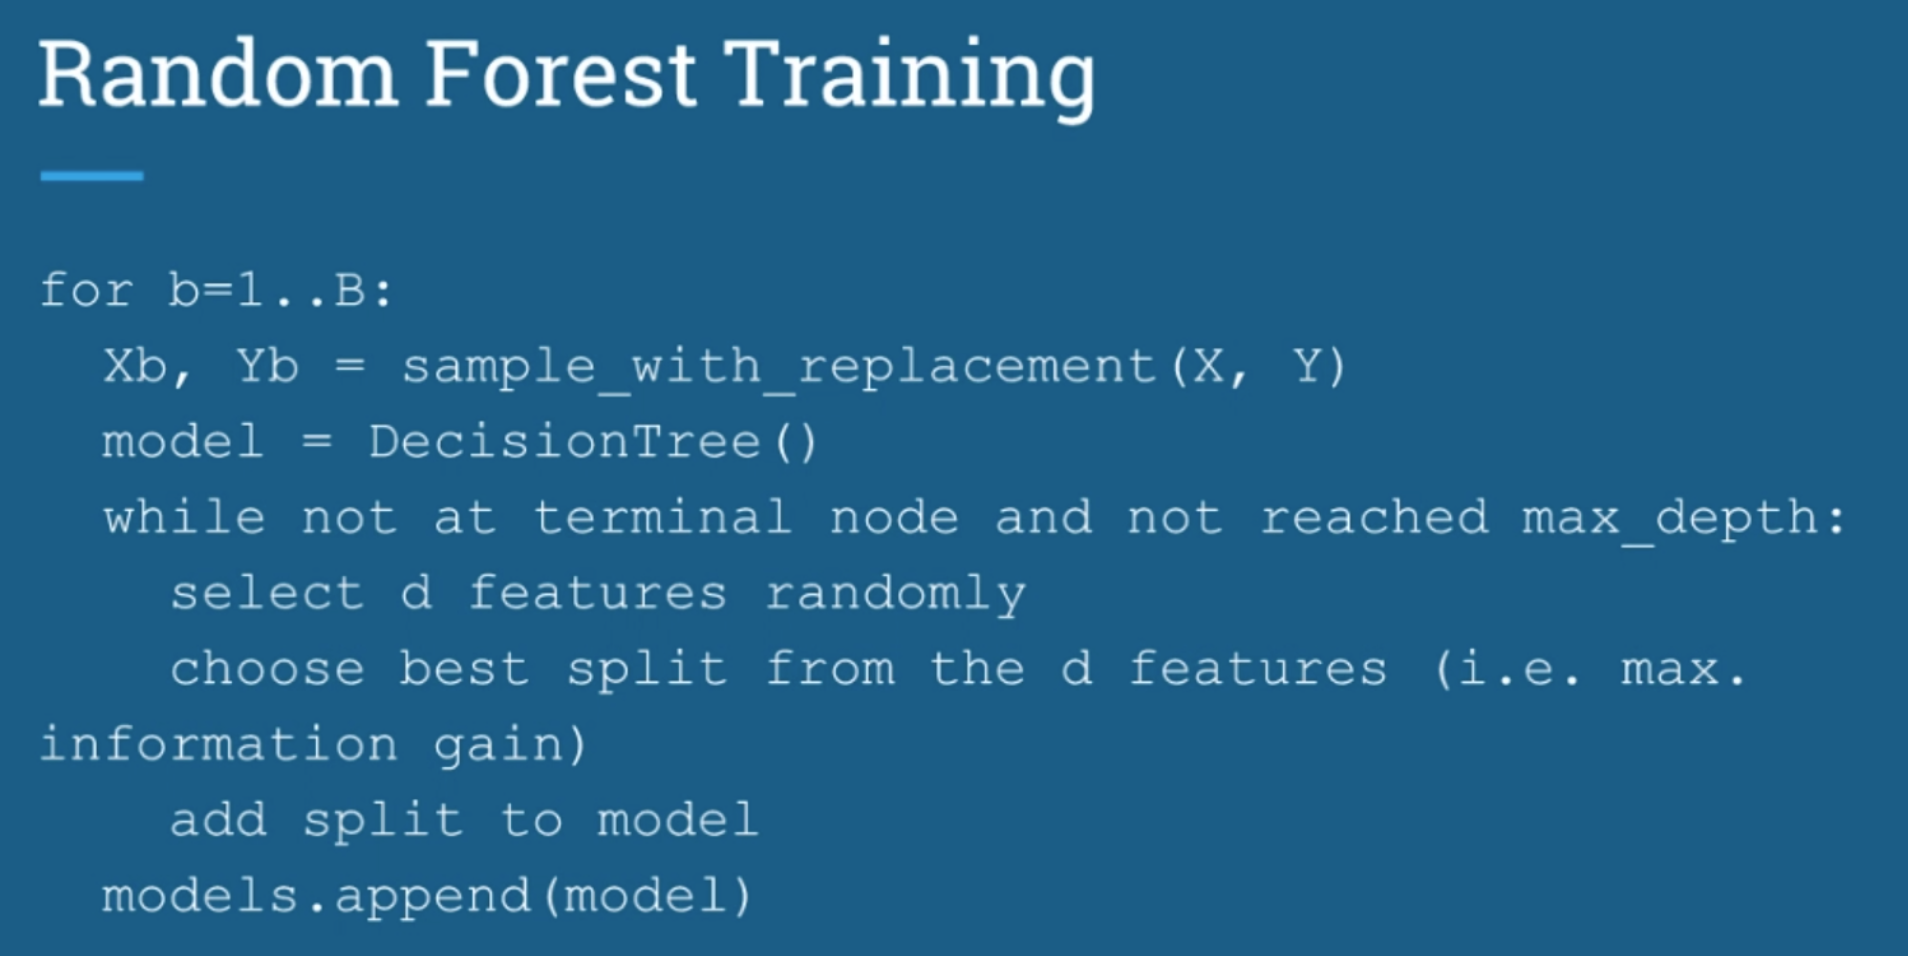 Random Forest Training
for b=1..B:
Xb, Yb = sample_with_replacement(X, Y)
model = DecisionTree()
while not at terminal node and not reached max_depth:
select d features randomly
choose best split from the d features (i.e. max.
information gain)
add split to model
models.append(model)